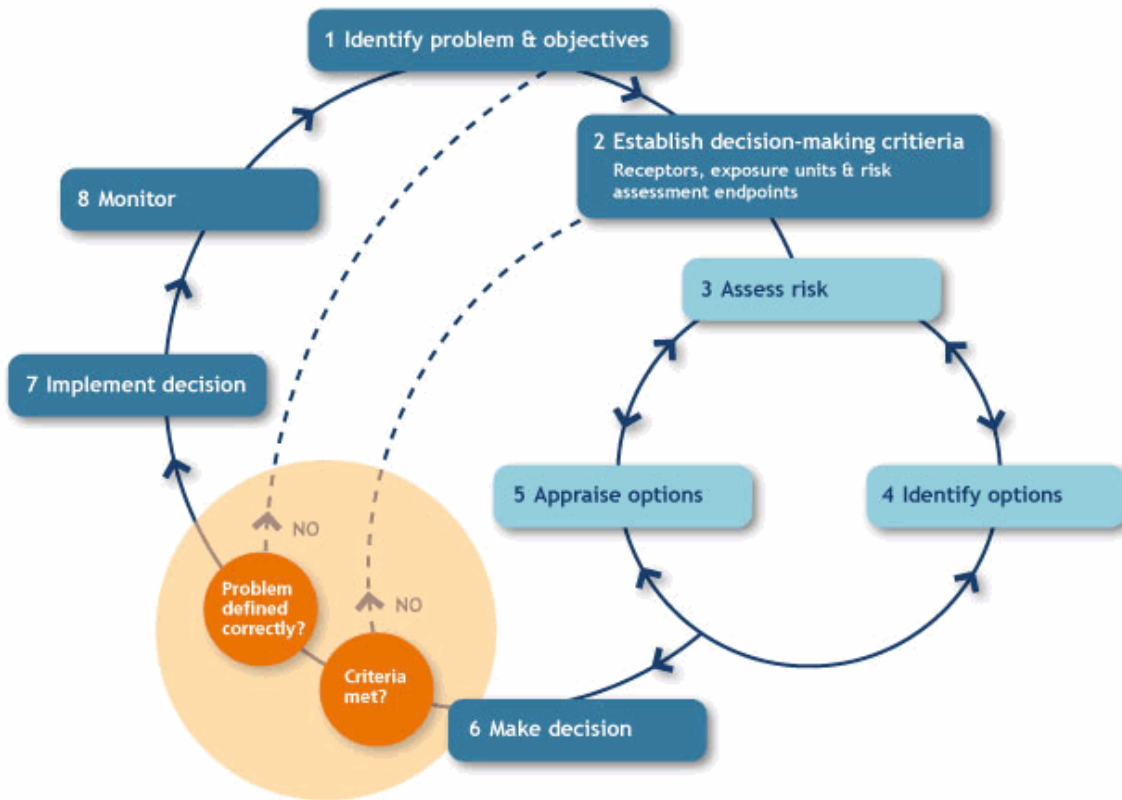 1 Identify problem & objectives
2 Establish decision-making critieria
Receptors, exposure units & risk
assessment endpoints
8 Monitor
3 Assess risk
7 Implement decision
5 Appraise options
4 Identify options
NO
Problem
defined
correctly?
NO
Criteria
met?
6 Make decision